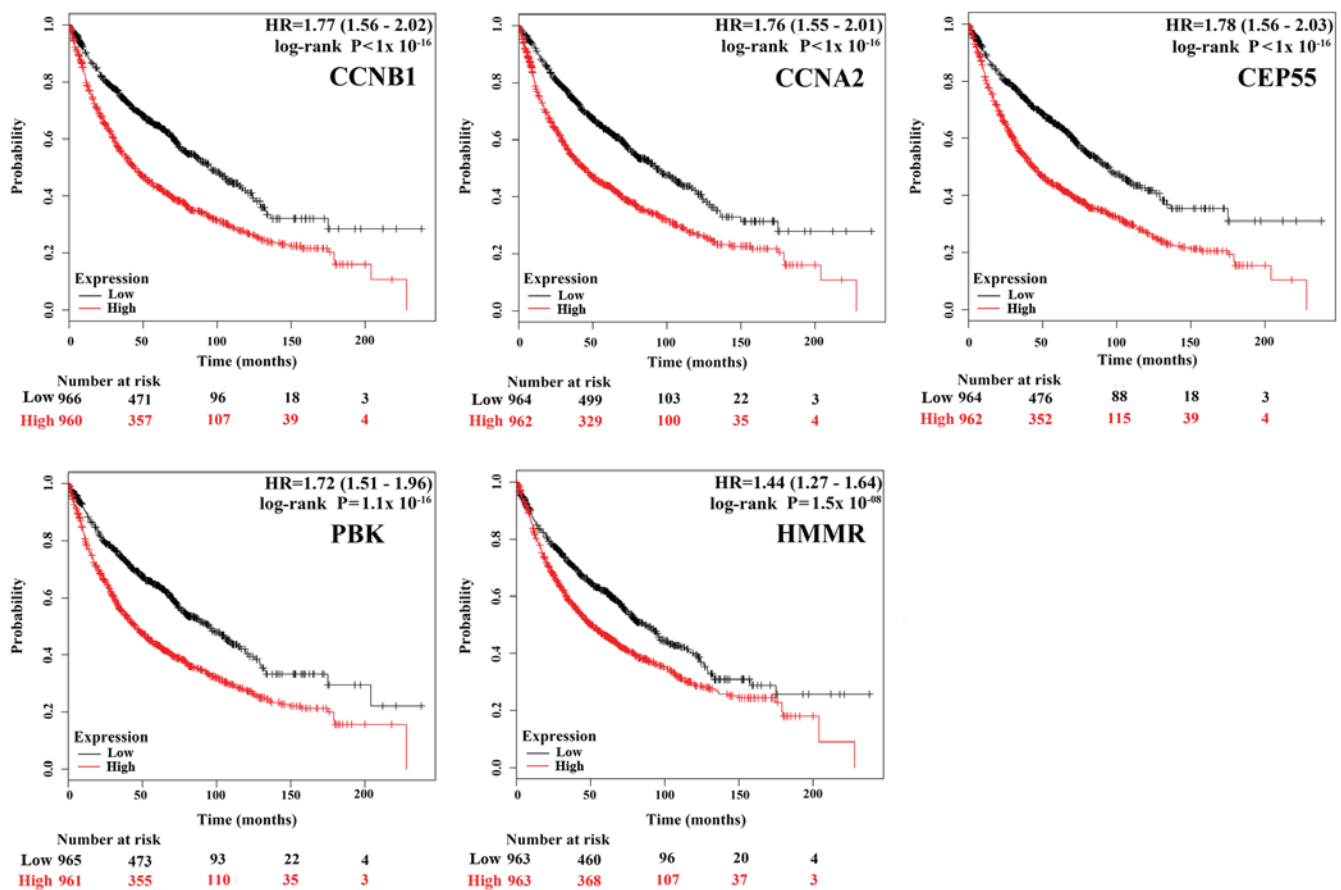 HR=1.77 (1.56 - 2.02)
log-rank P<1x 10-16
CCNB1
Probability
1.0
0.8
0.6
0.4
0.2
0.0
Expression
Low
High
0 50 100 150 200
Time (months)
Number at risk
Low 966 471 96 18 3
High 960 357 107 39 4
HR=1.76 (1.55 - 2.01)
log-rank P<1x 10-16
CCNA2
Probability
1.0
0.8
0.6
0.4
0.2
0.0
Expression
Low
High
0 50 100 150 200
Time (months)
Number at risk
Low 964 499 103 22 3
High 962 329 100 35 4
HR=1.78 (1.56 - 2.03)
log-rank P<1x 10-16
CEP55
Probability
1.0
0.8
0.6
0.4
0.2
0.0
Expression
Low
High
0 50 100 150 200
Time (months)
Number at risk
Low 964 476 88 18 3
High 962 352 115 39 4
HR=1.72 (1.51 - 1.96)
log-rank P=1.1x 10-16
PBK
Probability
1.0
0.8
0.6
0.4
0.2
0.0
Expression
Low
High
0 50 100 150 200
Time (months)
Number at risk
Low 965 473 93 22 4
High 961 355 110 35 3
HR=1.44 (1.27 - 1.64)
log-rank P=1.5x 10-08
HMMR
Probability
1.0
0.8
0.6
0.4
0.2
0.0
Expression
Low
High
0 50 100 150 200
Time (months)
Number at risk
Low 963 460 96 20 4
High 963 368 107 37 3